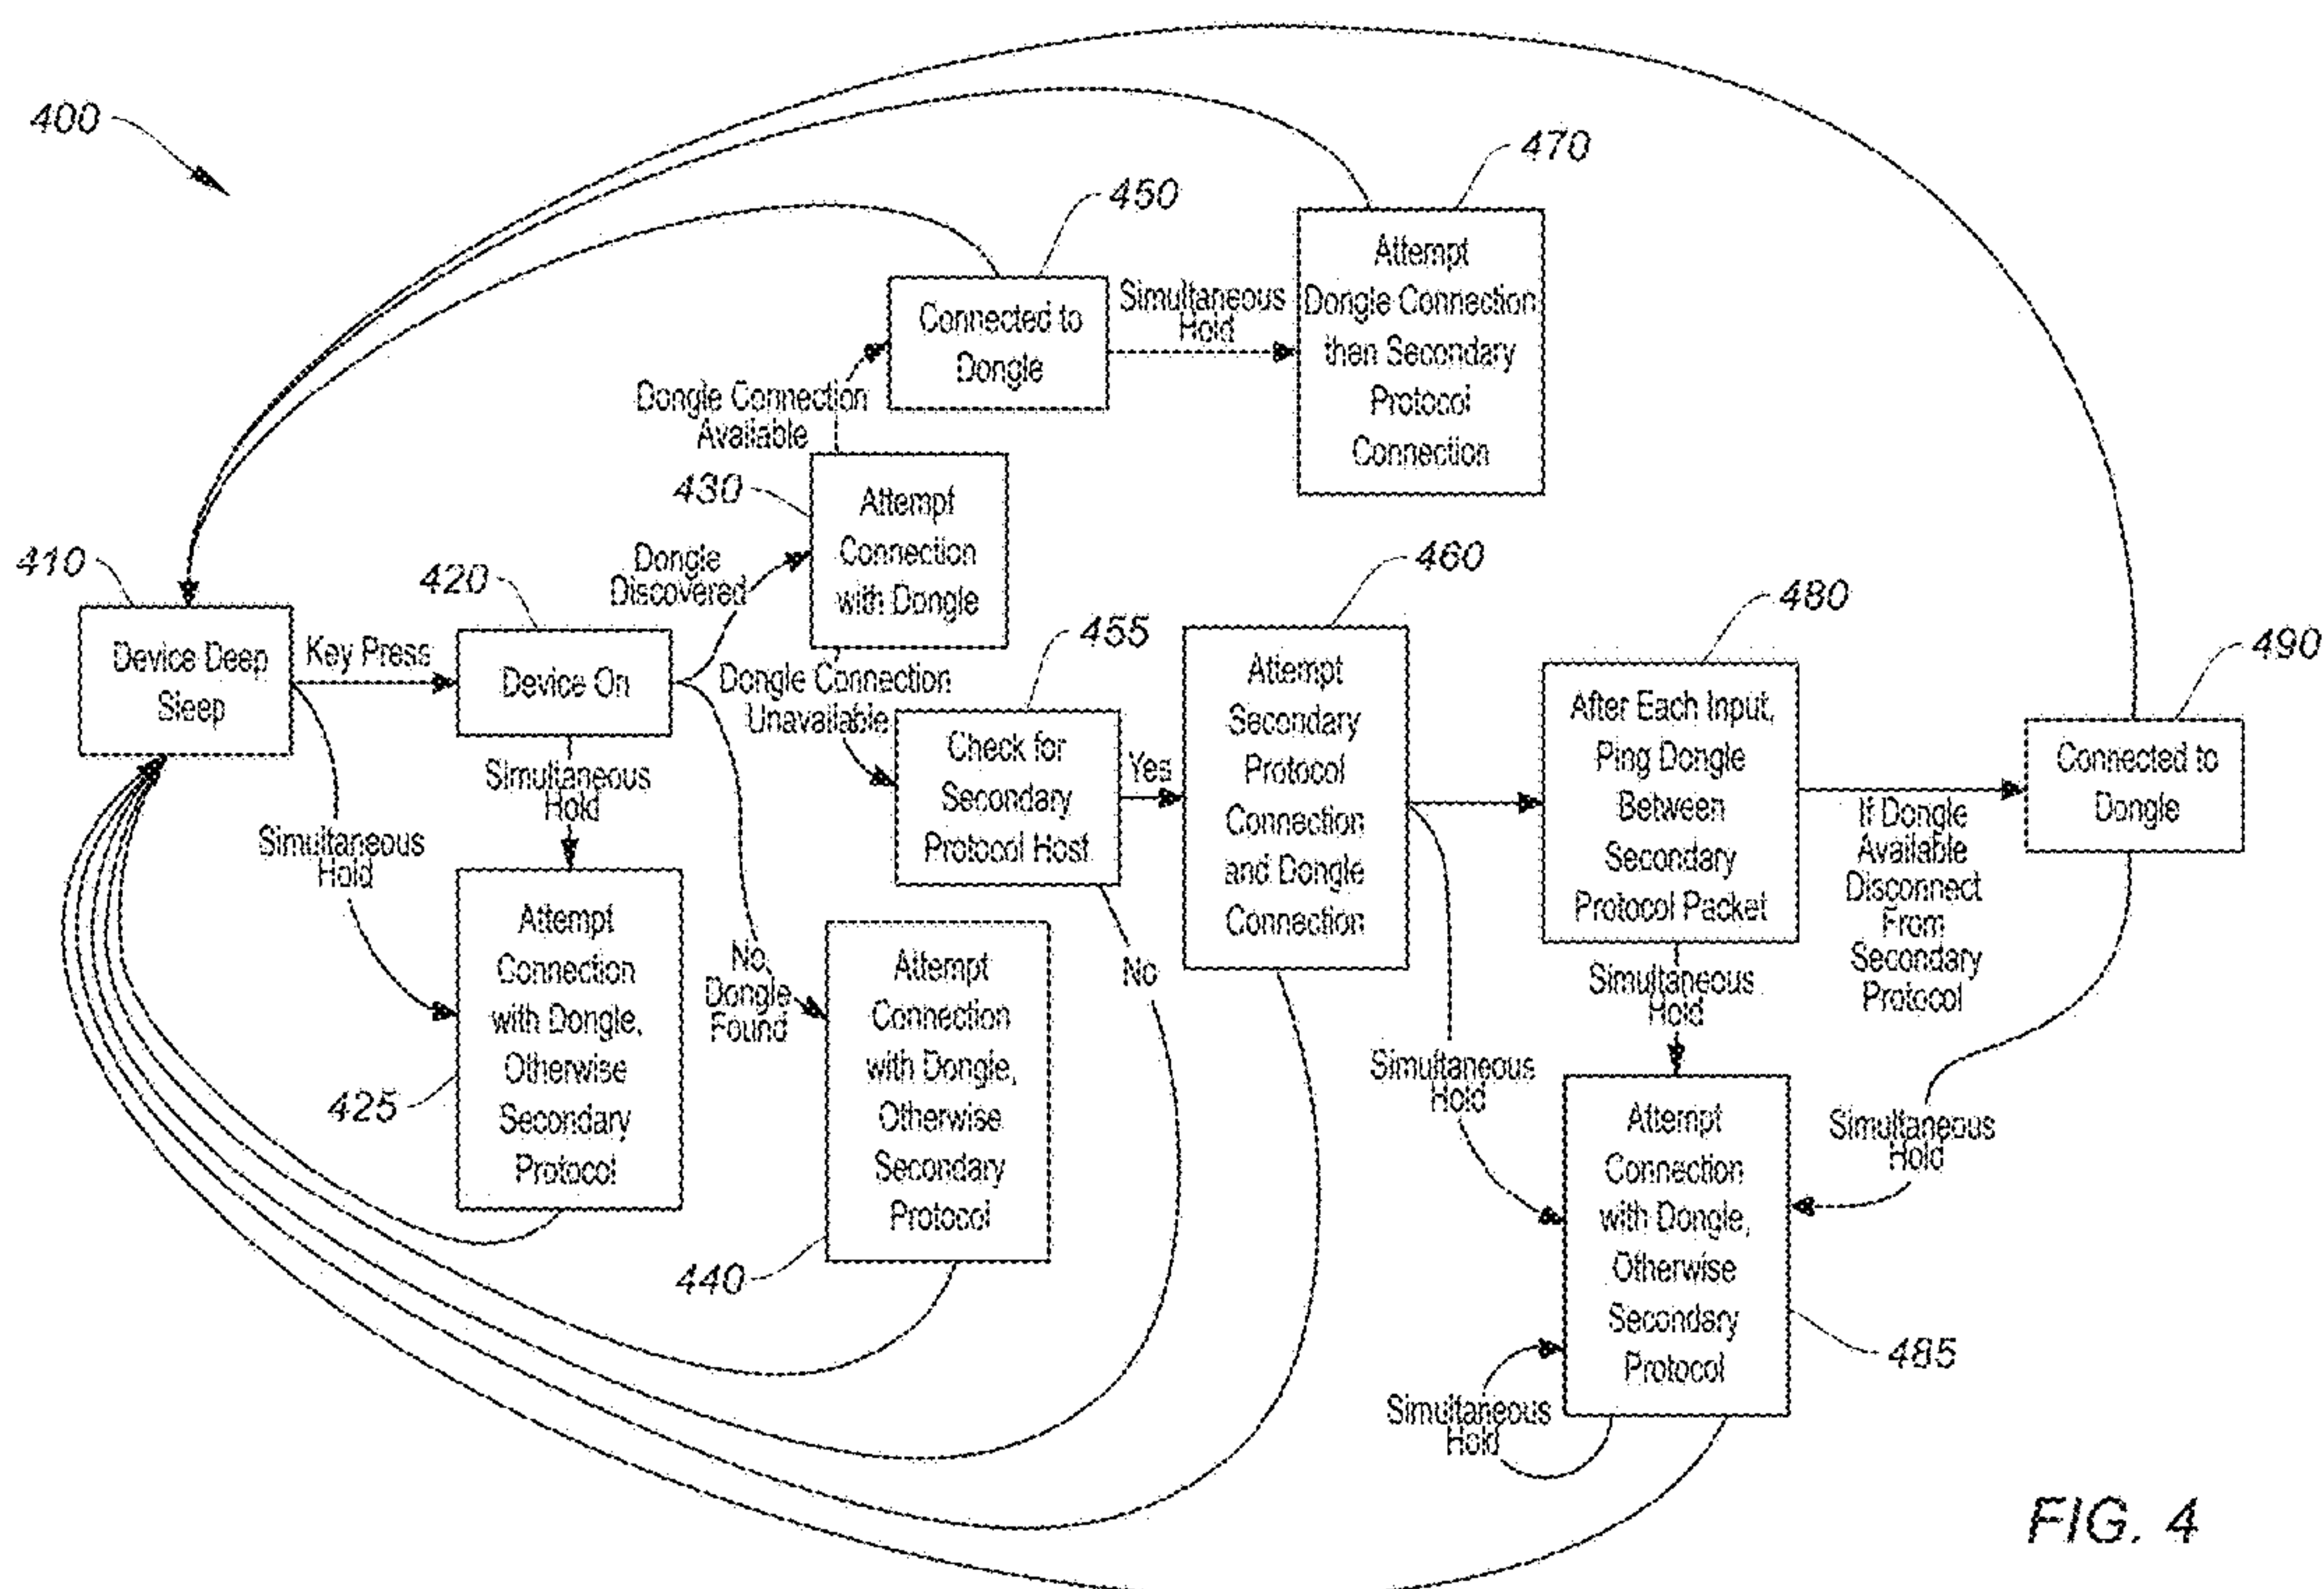 400
470
Attempt
Dongle Connection
then Secondary
Protocol
Connection
450
Connected to
Dongle
Simultaneous
Hold
Dongle Connection
Available
430
Attempt
Connection
with Dongle
Dongle
Discovered
410
Device Deep
Sleep
Key Press
420
Device On
Dongle Connection
Unavailable
455
Check for
Secondary
Protocol Host
Yes
No
460
Attempt
Secondary
Protocol
Connection
and Dongle
Connection
480
After Each Input,
Ping Dongle
Between
Secondary
Protocol Packet
490
Connected to
Dongle
If Dongle
Available
Disconnect
From
Secondary
Protocol
Simultaneous
Hold
Simultaneous
Hold
425
Attempt
Connection
with Dongle,
Otherwise
Secondary
Protocol
No
Dongle
Found
440
Attempt
Connection
with Dongle,
Otherwise
Secondary
Protocol
Simultaneous
Hold
Simultaneous
Hold
Simultaneous
Hold
485
Attempt
Connection
with Dongle,
Otherwise
Secondary
Protocol
Simultaneous
Hold
FIG. 4